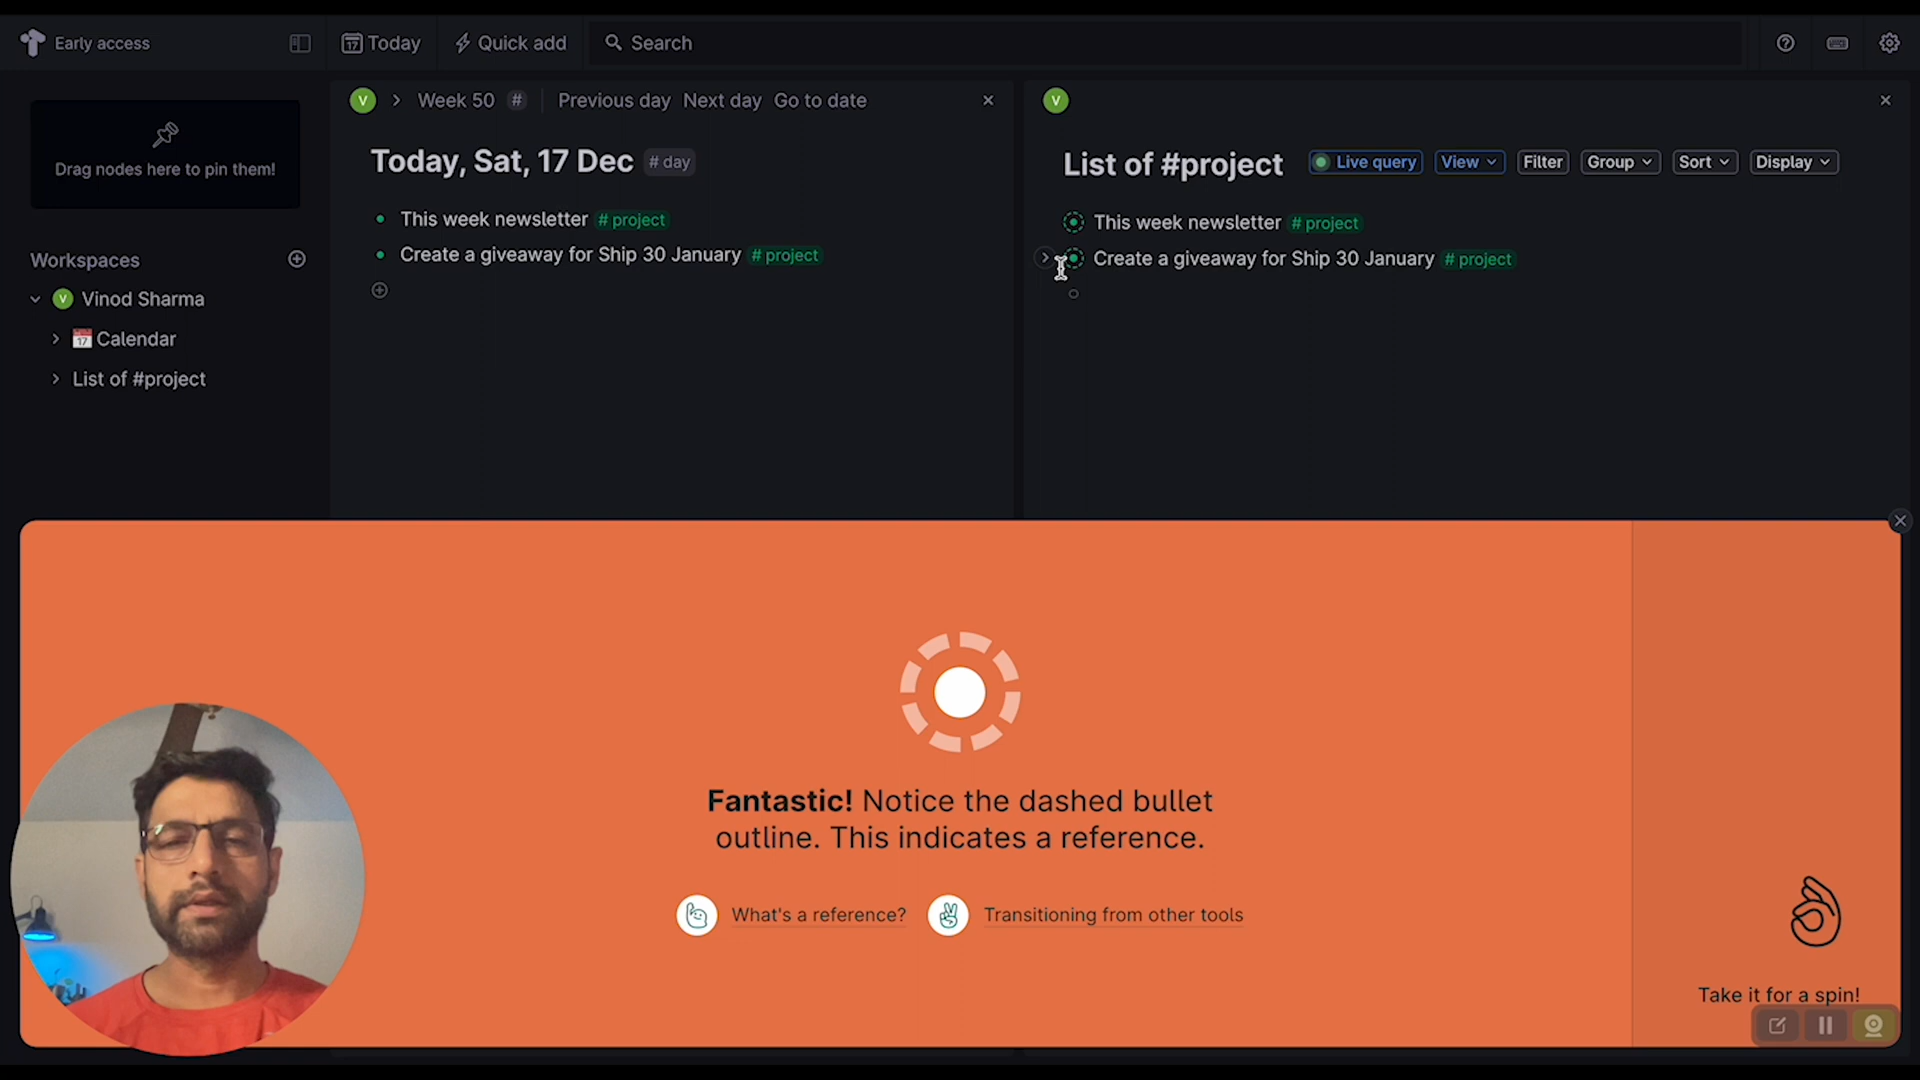 Early access
Today
Quick add
Search
Drag nodes here to pin them!
Workspaces
V Vinod Sharma
17 Calendar
List of #project
V Week 50 # Previous day Next day Go to date
Today, Sat, 17 Dec # day
This week newsletter # project
Create a giveaway for Ship 30 January # project
V
List of #project Live query View Filter Group Sort Display
This week newsletter # project
Create a giveaway for Ship 30 January # project
Fantastic! Notice the dashed bullet
outline. This indicates a reference.
What's a reference? Transitioning from other tools
Take it for a spin!